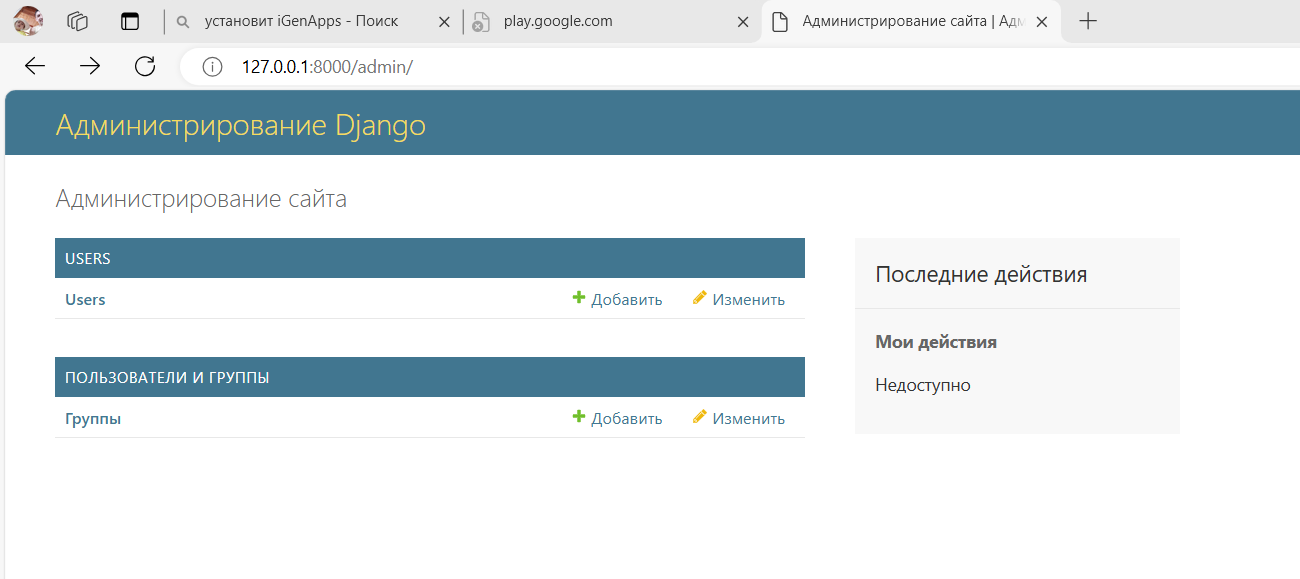 установит iGenApps - Поиск
play.google.com
Администрирование сайта | Адм
127.0.0.1:8000/admin/
Администрирование Django
Администрирование сайта
USERS
Users
Добавить
Изменить
ПОЛЬЗОВАТЕЛИ И ГРУППЫ
Группы
Добавить
Изменить
Последние действия
Мои действия
Недоступно